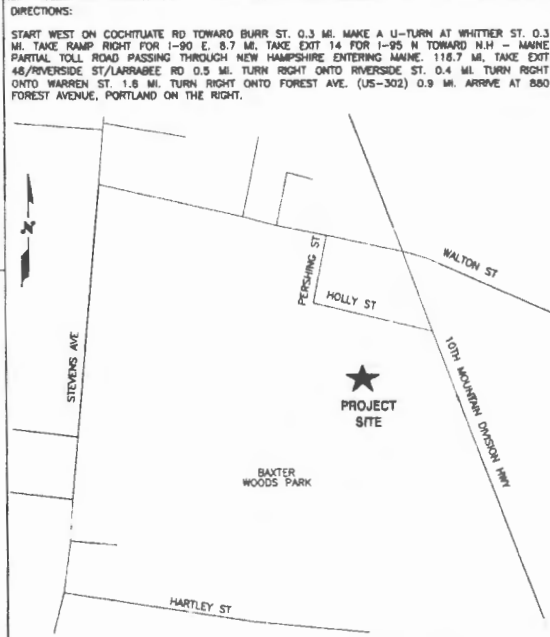 DIRECTIONS:
START WEST ON COCHITUATE RD TOWARD BURR ST. 0.3 MI. MAKE A U-TURN AT WHITTIER ST. 0.3
MI. TAKE RAMP RIGHT FOR I-90 E. 8.7 MI. TAKE EXIT 14 FOR I-95 N TOWARD N.H - MAINE
PARTIAL TOLL ROAD PASSING THROUGH NEW HAMPSHIRE ENTERING MAINE. 116.7 MI, TAKE EXIT
48/RIVERSIDE ST/LARRABEE RD 0.5 MI. TURN RIGHT ONTO RIVERSIDE ST. 0.4 MI. TURN RIGHT
ONTO WARREN ST. 1.6 MI. TURN RIGHT ONTO FOREST AVE. (US-302) 0.9 MI. ARRIVE AT 880
FOREST AVENUE, PORTLAND ON THE RIGHT.
N
WALTON ST
PERSHING ST
HOLLY ST
STEVENS AVE
10TH MOUNTAIN DIVISION HWY
PROJECT
SITE
BAXTER
WOODS PARK
HARTLEY ST